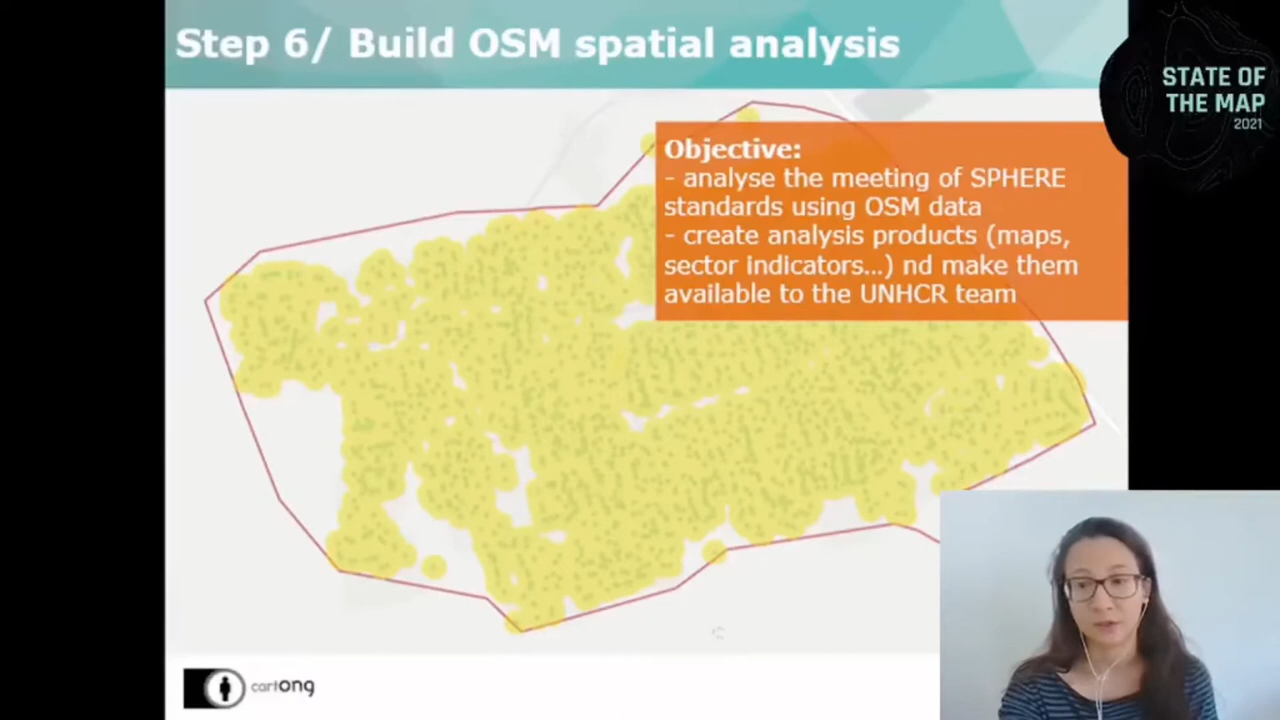 Step 6/ Build OSM spatial analysis
STATE OF
THE MAP
2021
Objective:
- analyse the meeting of SPHERE
standards using OSM data
- create analysis products (maps,
sector indicators...) nd make them
available to the UNHCR team
cartONG